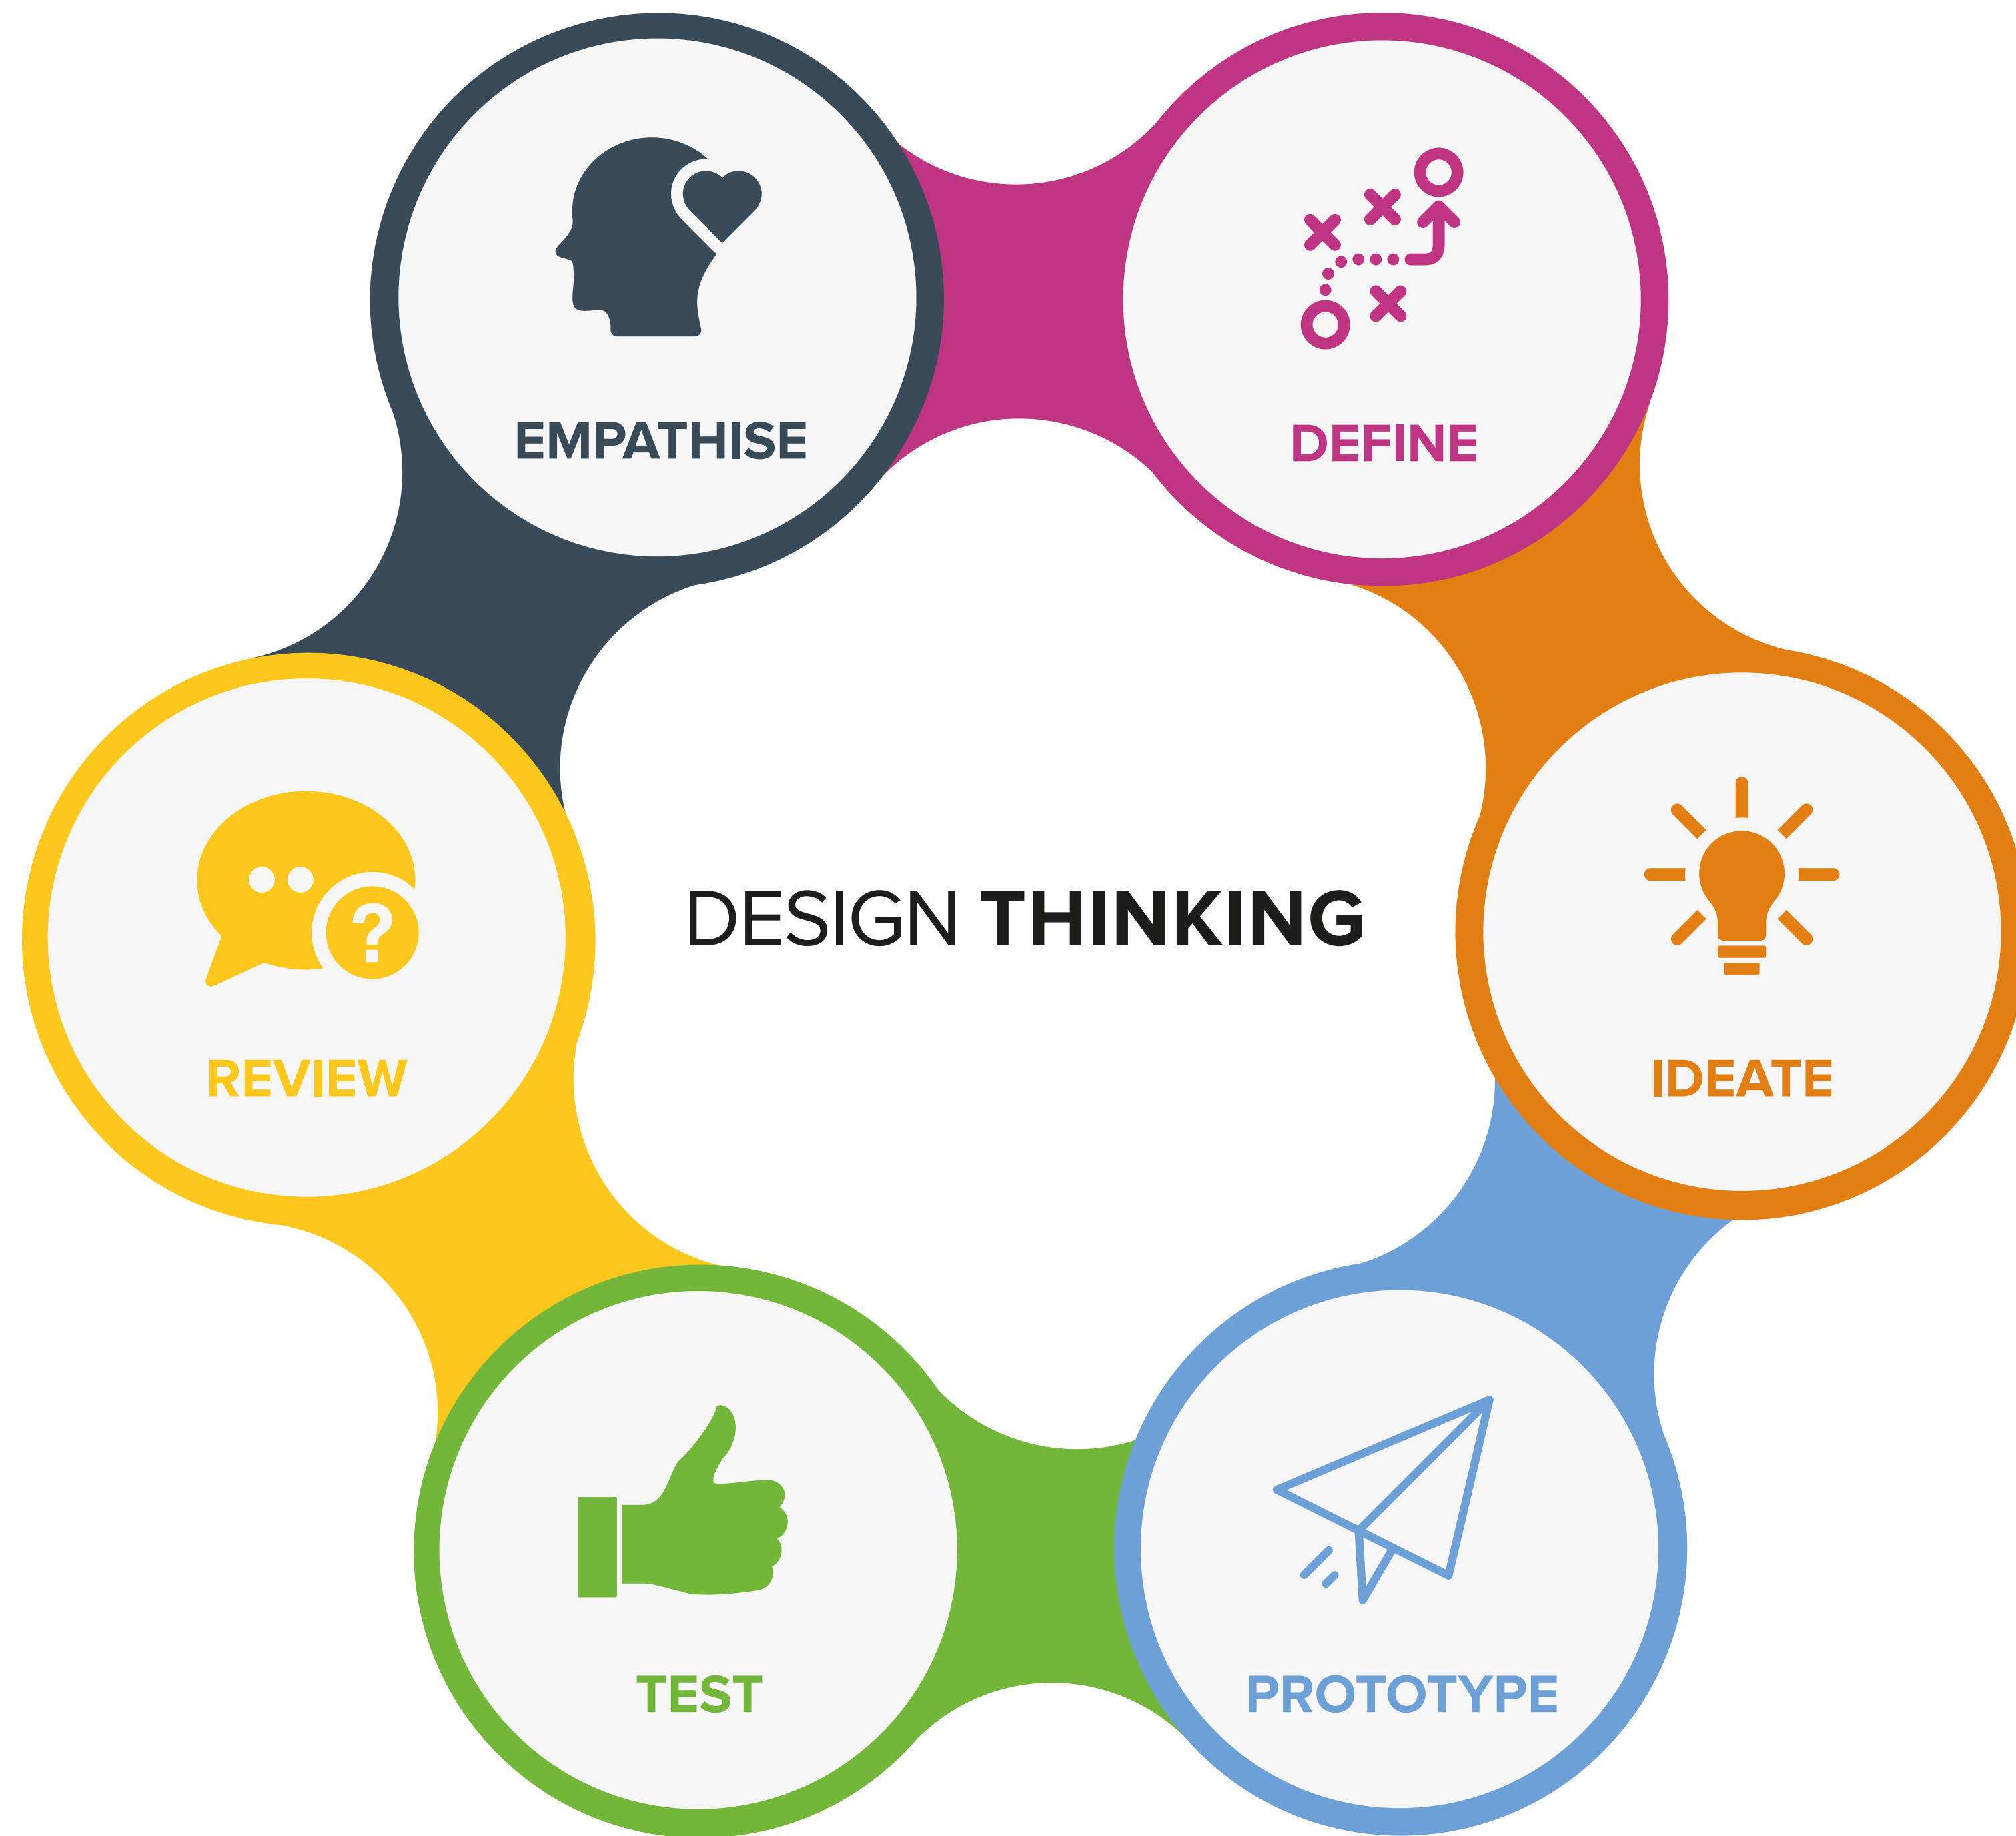 EMPATHISE
DEFINE
REVIEW
?
DESIGN THINKING
IDEATE
TEST
PROTOTYPE